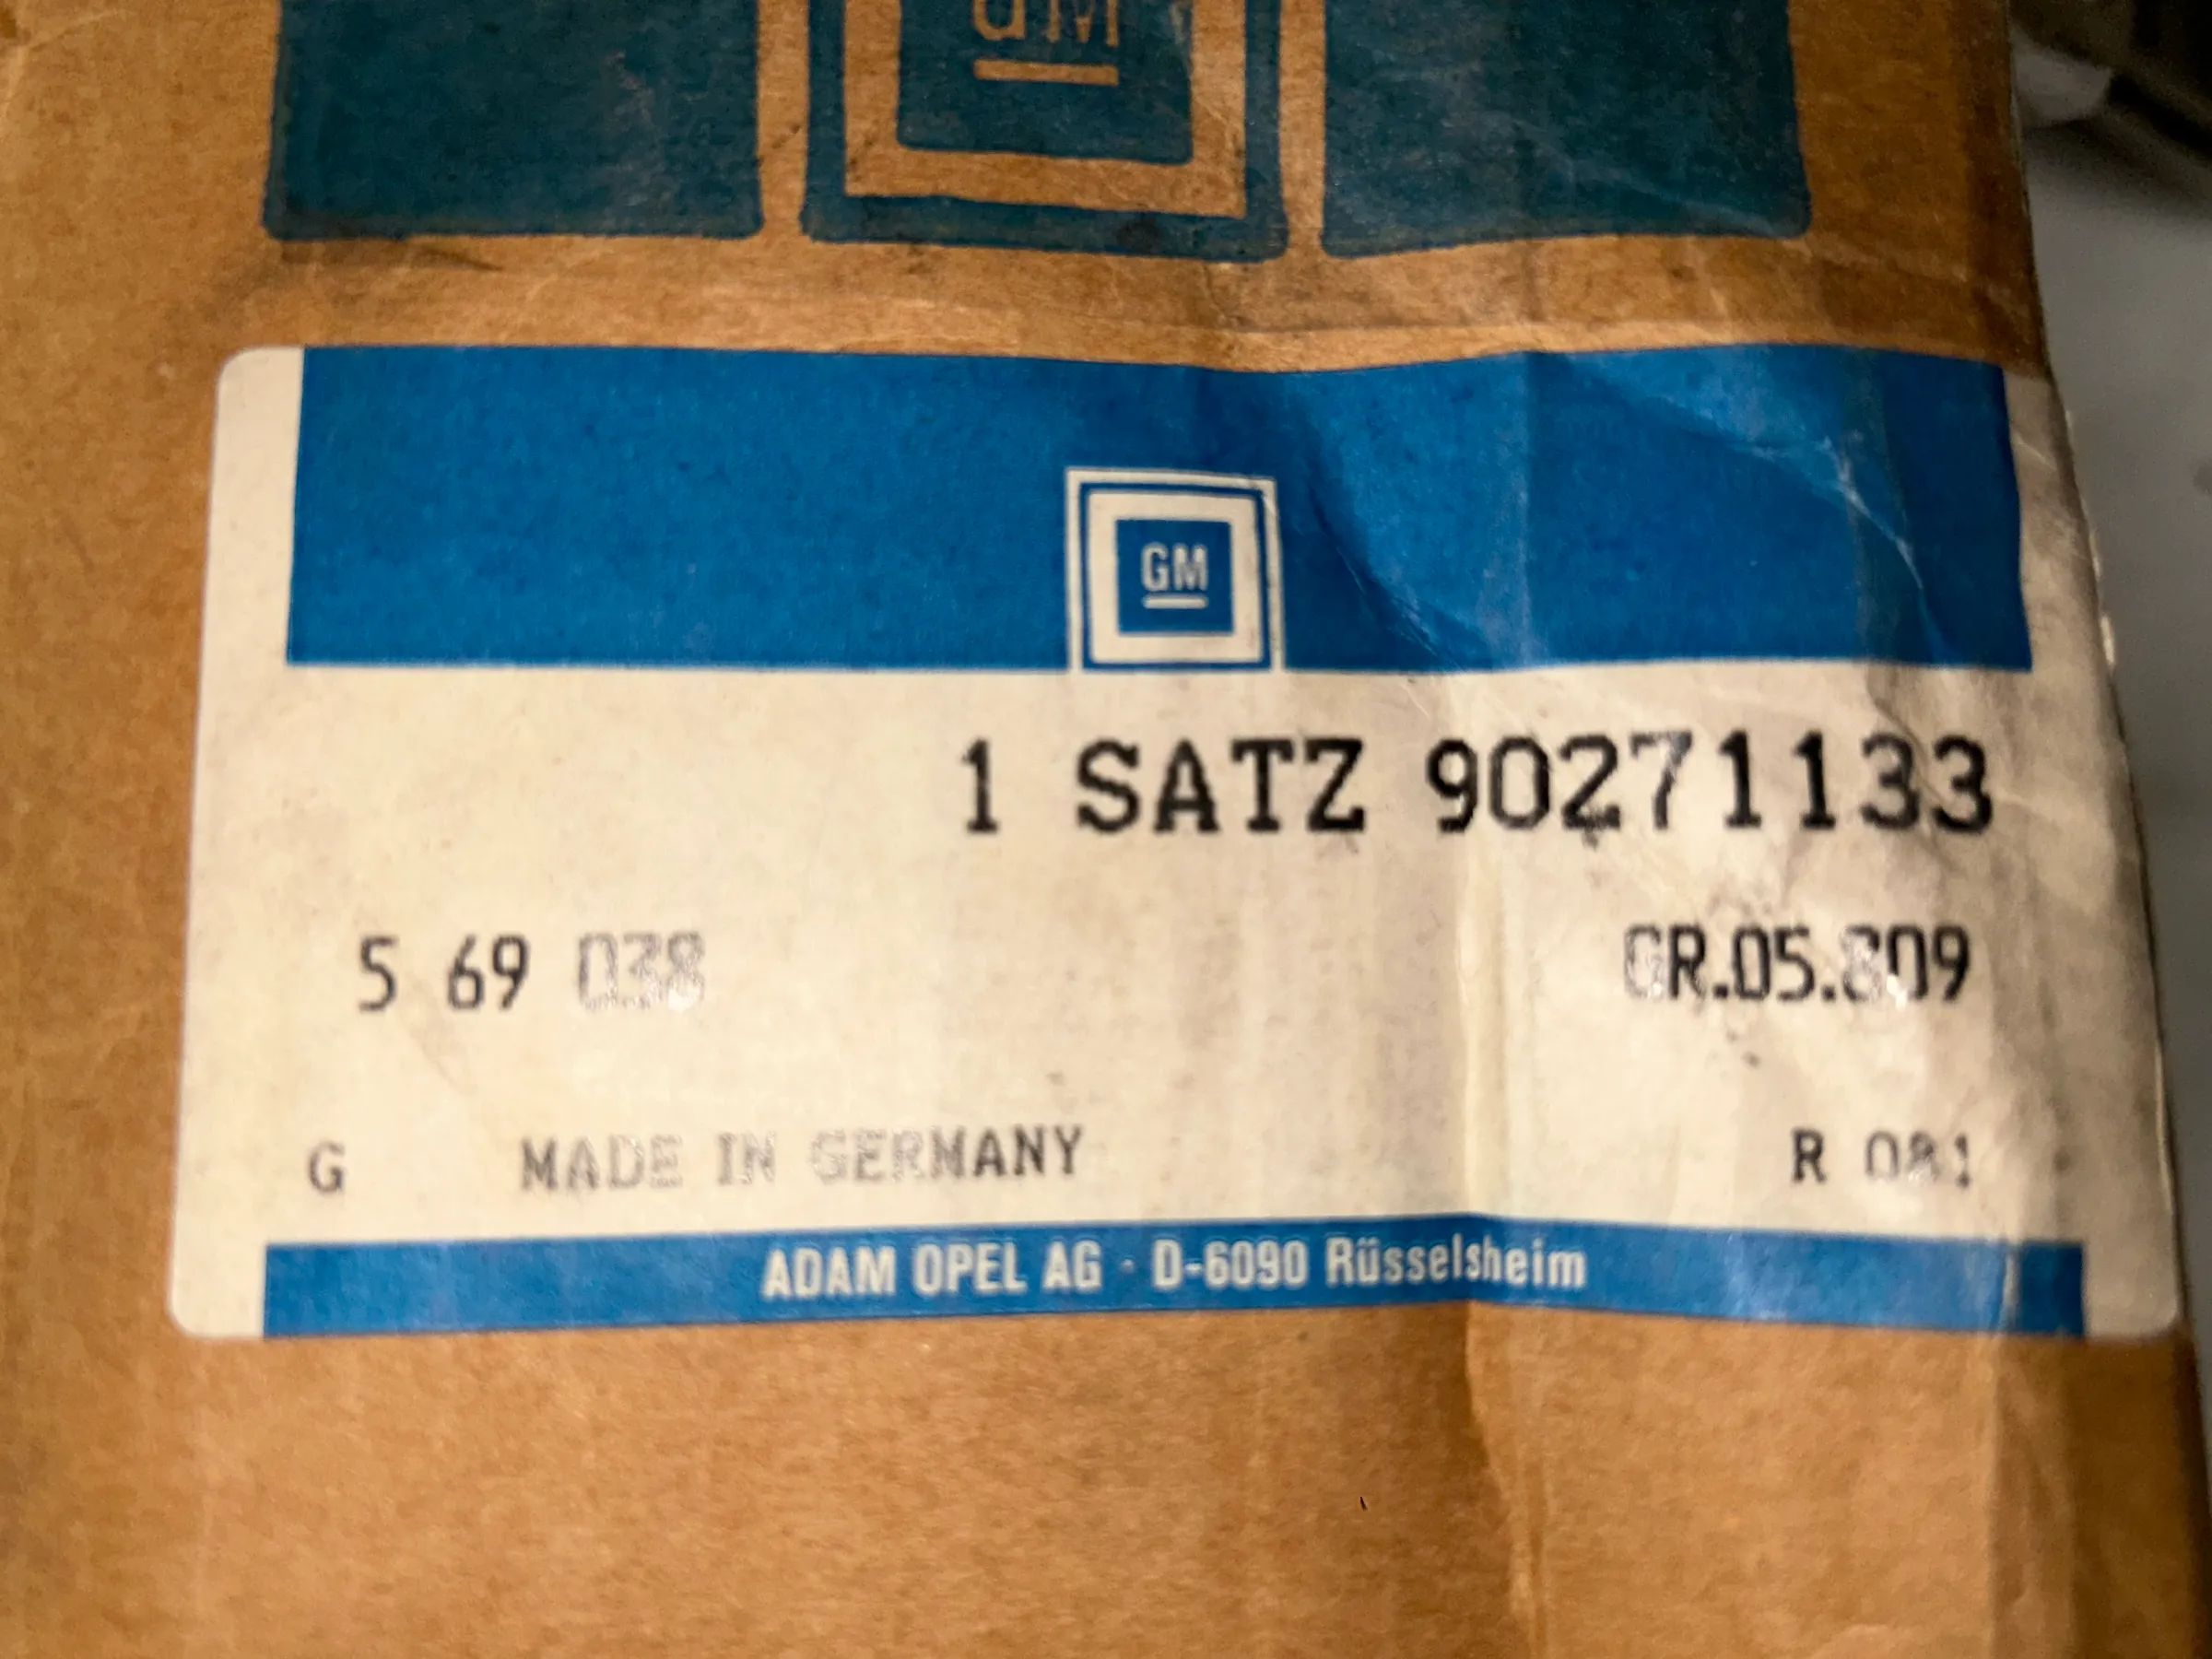 GM
GM
1 SATZ 90271133
5 69 038 GR.05.809
G MADE IN GERMANY R 081
ADAM OPEL AG · D-6090 Rüsselsheim